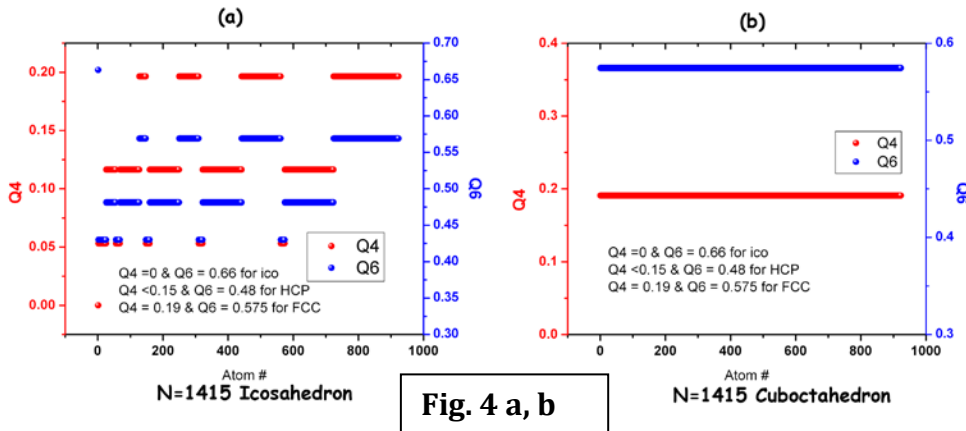 (a)
0.20
0.15
0.10
0.05
0.00
Q4
0.70
0.65
0.60
0.55
0.50
0.45
0.40
0.35
0.30
Q6
Q4
Q6
Q4 =0 & Q6 = 0.66 for ico
Q4 <0.15 & Q6 = 0.48 for HCP
Q4 = 0.19 & Q6 = 0.575 for FCC
0 200 400 600 800 1000
Atom #
N=1415 Icosahedron
(b)
0.4
0.3
0.2
0.1
0.0
Q4
0.6
0.5
0.4
0.3
Q6
Q4
Q6
Q4 =0 & Q6 = 0.66 for ico
Q4 <0.15 & Q6 = 0.48 for HCP
Q4 = 0.19 & Q6 = 0.575 for FCC
0 200 400 600 800 1000
Atom #
N=1415 Cuboctahedron
Fig. 4 a, b